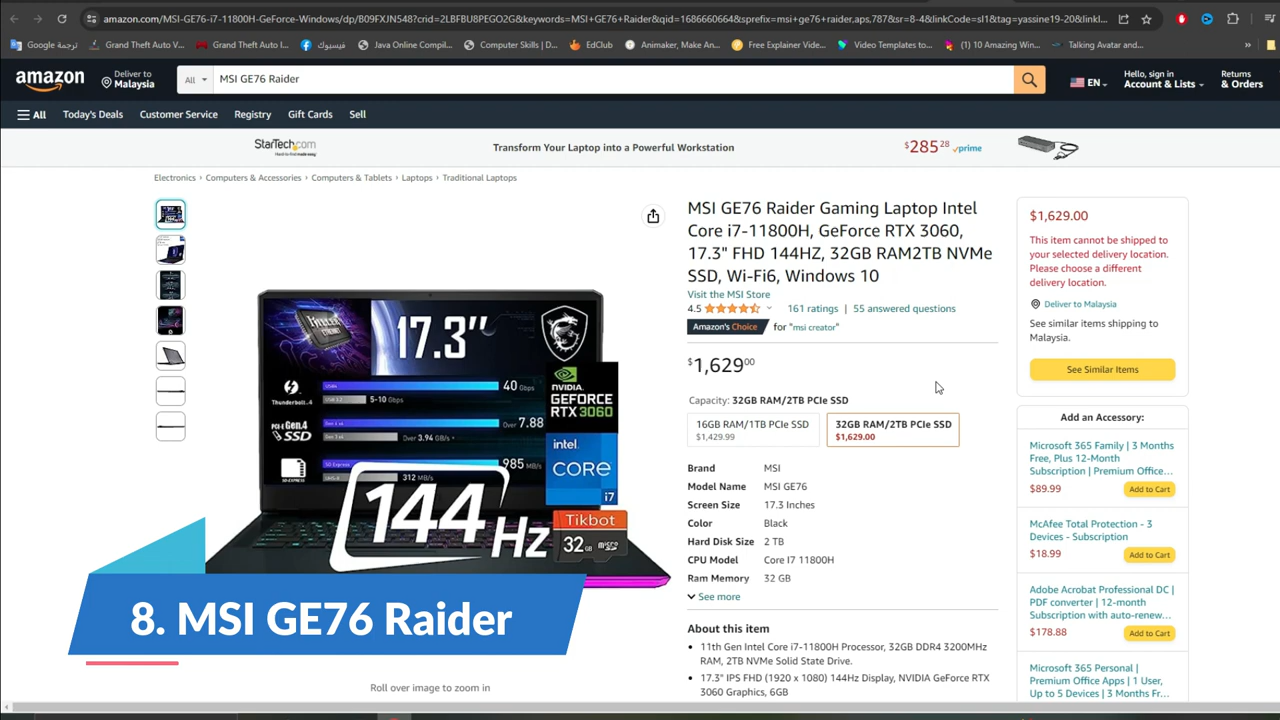 amazon.com/MSI-GE76-i7-11800H-GeForce-Windows/dp/B09FXJN548?crid=2LBFBU8PEGO2G&keywords=MSI+GE76+Raider&qid=1686660664&sprefix=msi+ge76+raider,aps,787&sr=8-4&linkCode=sl1&tag=yassine19-20&linkI...
ترجمة Google
Grand Theft Auto V...
Grand Theft Auto I...
فيسبوك
Java Online Compil...
Computer Skills | D...
EdClub
Animaker, Make An...
Free Explainer Vide...
Video Templates to...
(1) 10 Amazing Win...
Talking Avatar and...
»
amazon
Deliver to
Malaysia
All
MSI GE76 Raider
EN
Hello, sign in
Account & Lists
Returns
& Orders
All
Today's Deals
Customer Service
Registry
Gift Cards
Sell
StarTech.com
Transform Your Laptop into a Powerful Workstation
$285 28 prime
Electronics › Computers & Accessories › Computers & Tablets › Laptops › Traditional Laptops
17.3"
40 Gbps
Thunderbolt 4
5-10 Gbps
Over 7.88
SSD
Over 3.94 GB/s
985 MB/s
312 MB/s
144Hz
NVIDIA
GEFORCE
RTX 3060
intel
CORE
i7
Tikbot
32GB micro
8. MSI GE76 Raider
Roll over image to zoom in
MSI GE76 Raider Gaming Laptop Intel
Core i7-11800H, GeForce RTX 3060,
17.3" FHD 144HZ, 32GB RAM2TB NVMe
SSD, Wi-Fi6, Windows 10
Visit the MSI Store
4.5
161 ratings | 55 answered questions
Amazon's Choice for "msi creator"
$1,629 00
Capacity: 32GB RAM/2TB PCIe SSD
16GB RAM/1TB PCIe SSD
$1,429.99
32GB RAM/2TB PCIe SSD
$1,629.00
Brand MSI
Model Name MSI GE76
Screen Size 17.3 Inches
Color Black
Hard Disk Size 2 TB
CPU Model Core I7 11800H
Ram Memory 32 GB
See more
About this item
• 11th Gen Intel Core i7-11800H Processor, 32GB DDR4 3200MHz
RAM, 2TB NVMe Solid State Drive.
• 17.3" IPS FHD (1920 x 1080) 144Hz Display, NVIDIA GeForce RTX
3060 Graphics, 6GB
$1,629.00
This item cannot be shipped to
your selected delivery location.
Please choose a different
delivery location.
Deliver to Malaysia
See similar items shipping to
Malaysia.
See Similar Items
Add an Accessory:
Microsoft 365 Family | 3 Months
Free, Plus 12-Month
Subscription | Premium Office...
$89.99
Add to Cart
McAfee Total Protection - 3
Devices - Subscription
$18.99
Add to Cart
Adobe Acrobat Professional DC |
PDF converter | 12-month
Subscription with auto-renew...
$178.88
Add to Cart
Microsoft 365 Personal |
Premium Office Apps | 1 User,
Up to 5 Devices | 3 Months Fr...